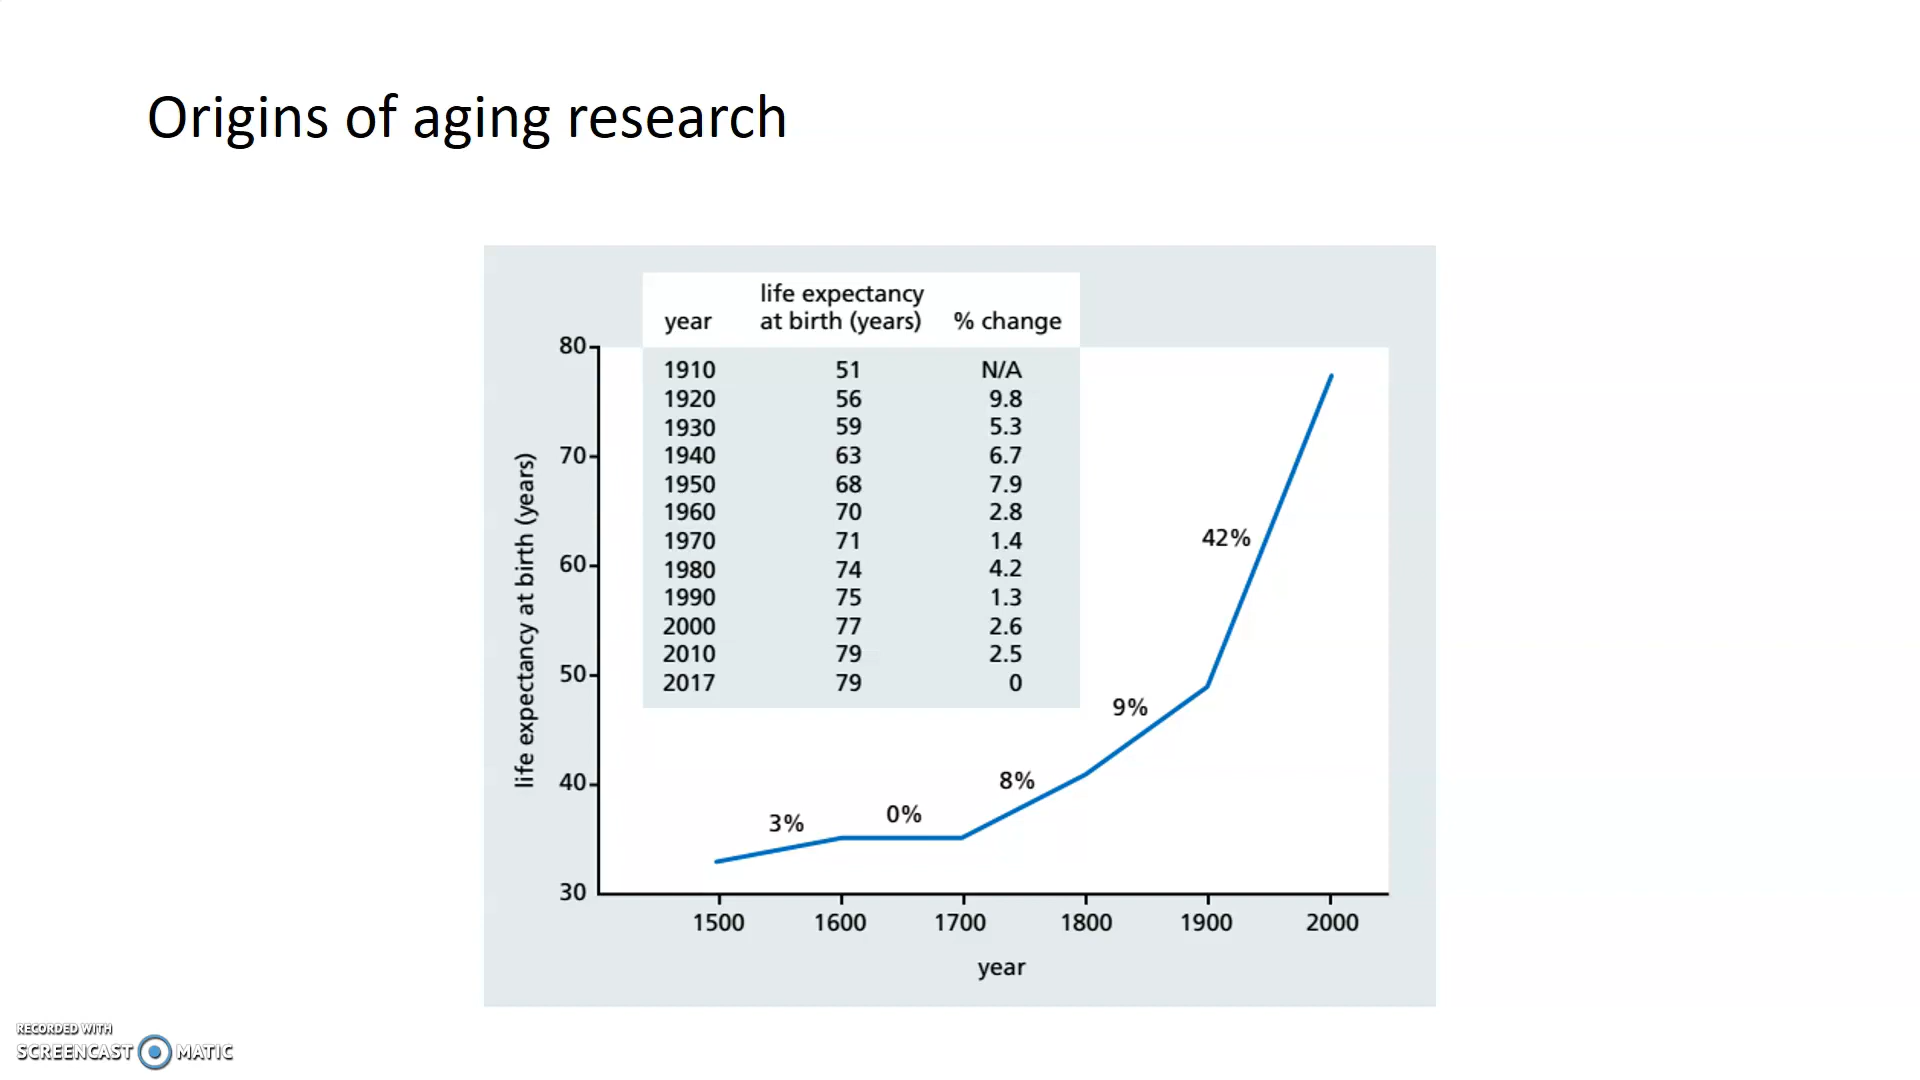 Origins of aging research
life expectancy
year at birth (years) % change
1910 51 N/A
1920 56 9.8
1930 59 5.3
1940 63 6.7
1950 68 7.9
1960 70 2.8
1970 71 1.4
1980 74 4.2
1990 75 1.3
2000 77 2.6
2010 79 2.5
2017 79 0
life expectancy at birth (years)
80
70
60
50
40
30
3%
0%
8%
9%
42%
1500 1600 1700 1800 1900 2000
year
RECORDED WITH
SCREENCAST MATIC